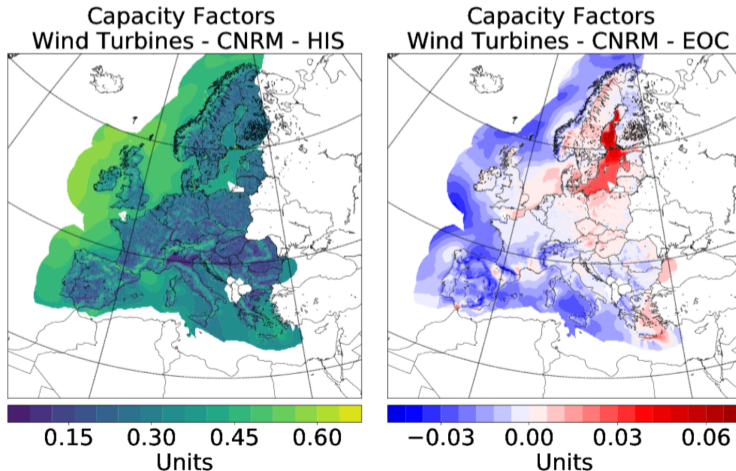 Capacity Factors
Wind Turbines - CNRM - HIS
0.15 0.30 0.45 0.60
Units
Capacity Factors
Wind Turbines - CNRM - EOC
−0.03 0.00 0.03 0.06
Units